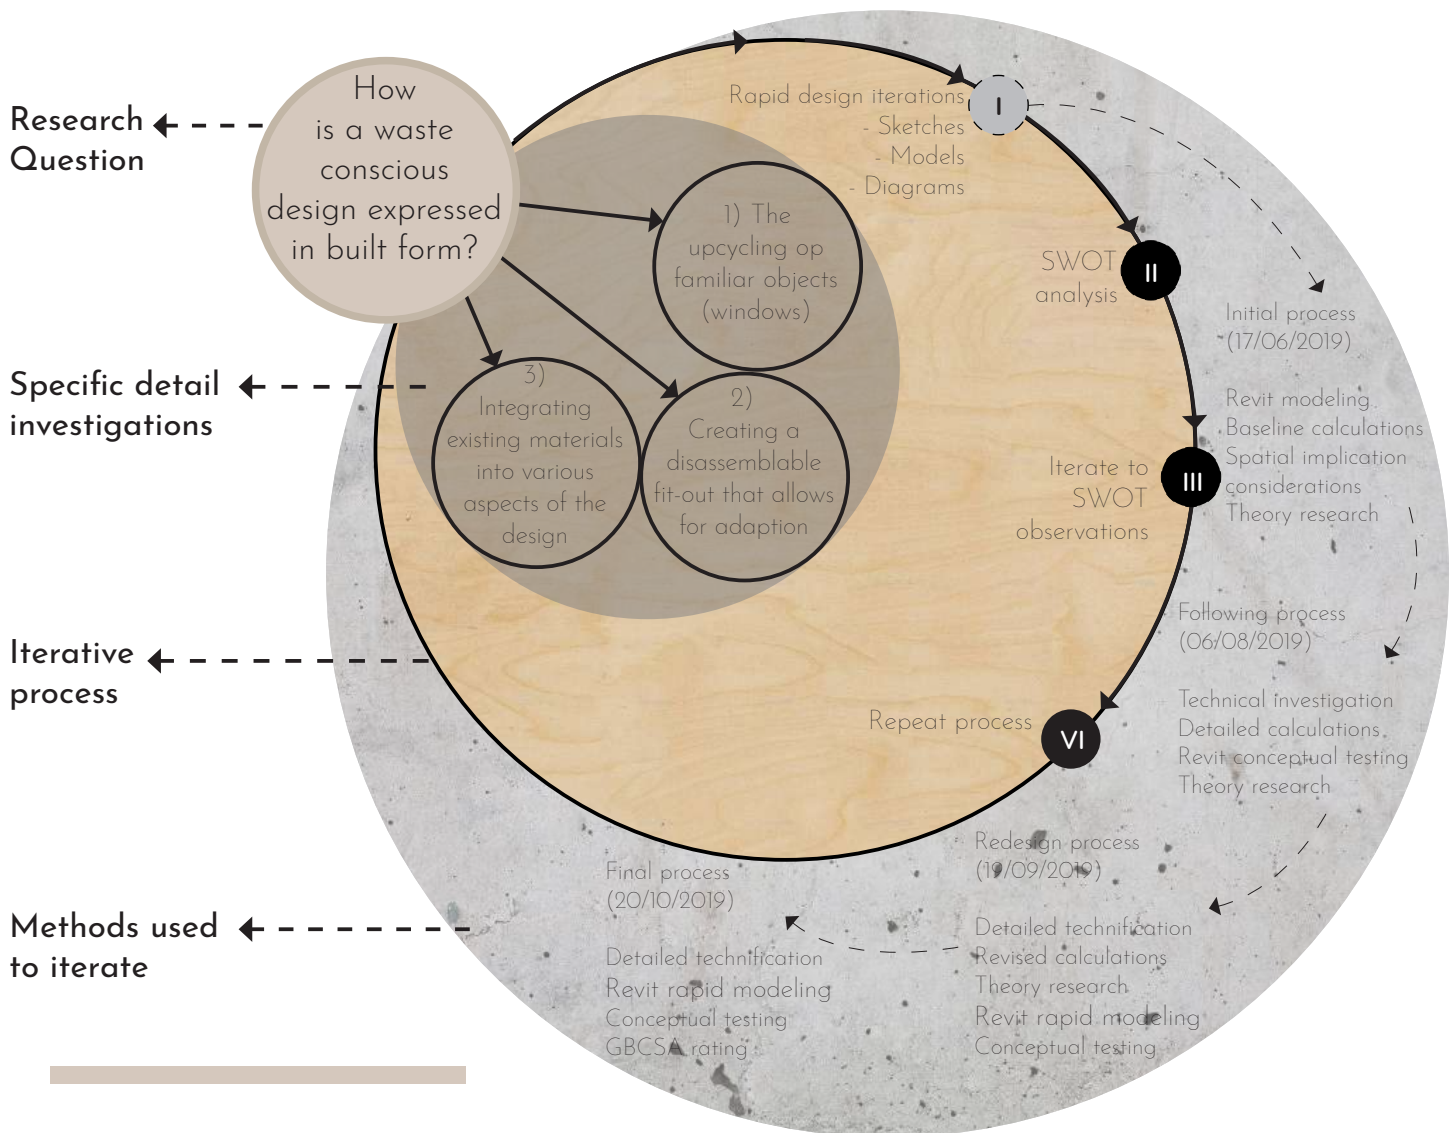 Research
Question
How
is a waste
conscious
design expressed
in built form?
Specific detail
investigations
1) The
upcycling op
familiar objects
(windows)
2)
Creating a
disassemblable
fit-out that allows
for adaption
3)
Integrating
existing materials
into various
aspects of the
design
Iterative
process
Rapid design iterations
- Sketches
- Models
- Diagrams
I
SWOT
analysis
II
Iterate to
SWOT
observations
III
Repeat process
VI
Methods used
to iterate
Initial process
(17/06/2019)
Revit modeling
Baseline calculations
Spatial implication
considerations
Theory research
Following process
(06/08/2019)
Technical investigation
Detailed calculations
Revit conceptual testing
Theory research
Redesign process
(19/09/2019)
Detailed technification
Revised calculations
Theory research
Revit rapid modeling
Conceptual testing
Final process
(20/10/2019)
Detailed technification
Revit rapid modeling
Conceptual testing
GBCSA rating